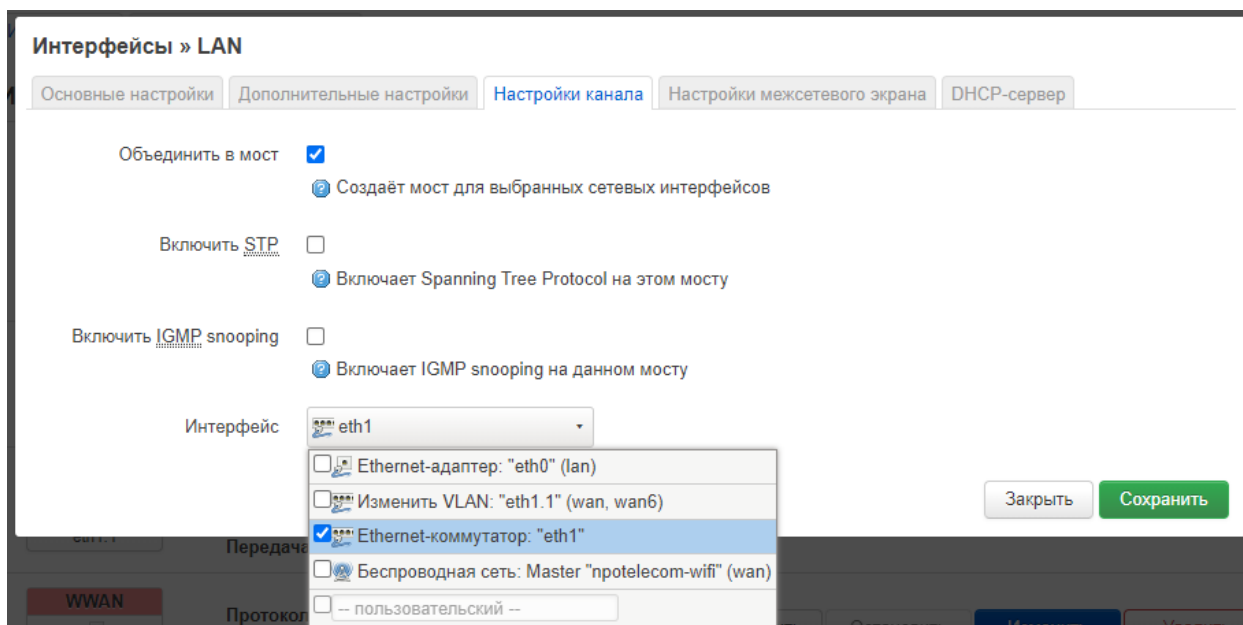 Интерфейсы » LAN
Основные настройки Дополнительные настройки Настройки канала Настройки межсетевого экрана DHCP-сервер
Объединить в мост
Создаёт мост для выбранных сетевых интерфейсов
Включить STP
Включает Spanning Tree Protocol на этом мосту
Включить IGMP snooping
Включает IGMP snooping на данном мосту
Интерфейс eth1
Ethernet-адаптер: "eth0" (lan)
Изменить VLAN: "eth1.1" (wan, wan6)
Закрыть Сохранить
Ethernet-коммутатор: "eth1"
Беспроводная сеть: Master "npotelecom-wifi" (wan)
WWAN
-- пользовательский --